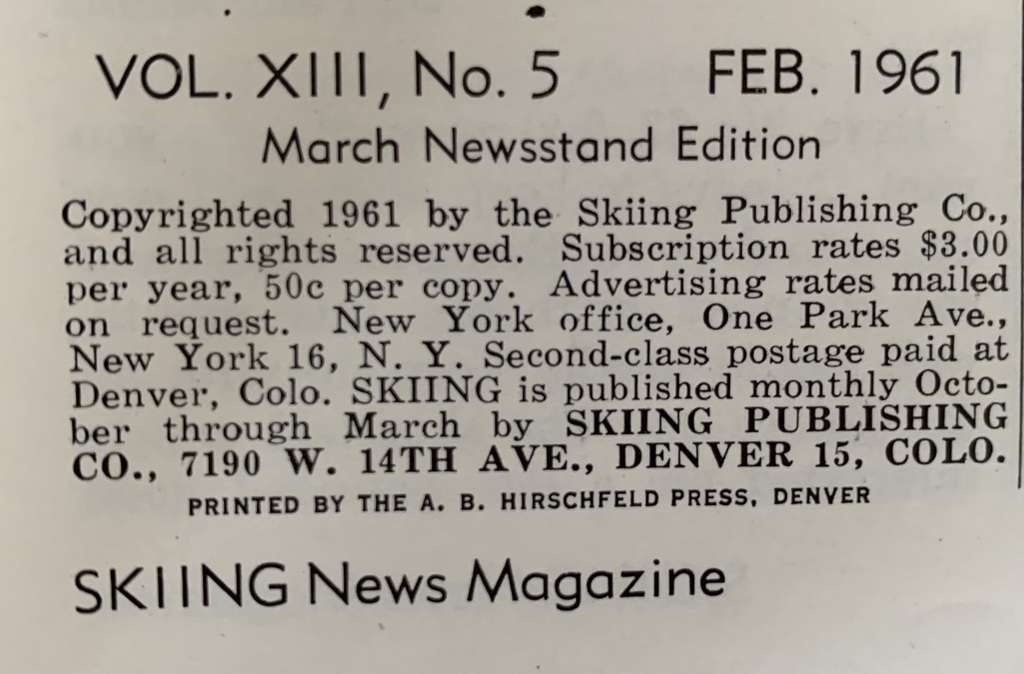 VOL. XIII, No. 5 FEB. 1961
March Newsstand Edition
Copyrighted 1961 by the Skiing Publishing Co.,
and all rights reserved. Subscription rates $3.00
per year, 50c per copy. Advertising rates mailed
on request. New York office, One Park Ave.,
New York 16, N. Y. Second-class postage paid at
Denver, Colo. SKIING is published monthly Octo-
ber through March by SKIING PUBLISHING
CO., 7190 W. 14TH AVE., DENVER 15, COLO.
PRINTED BY THE A. B. HIRSCHFELD PRESS, DENVER
SKIING News Magazine